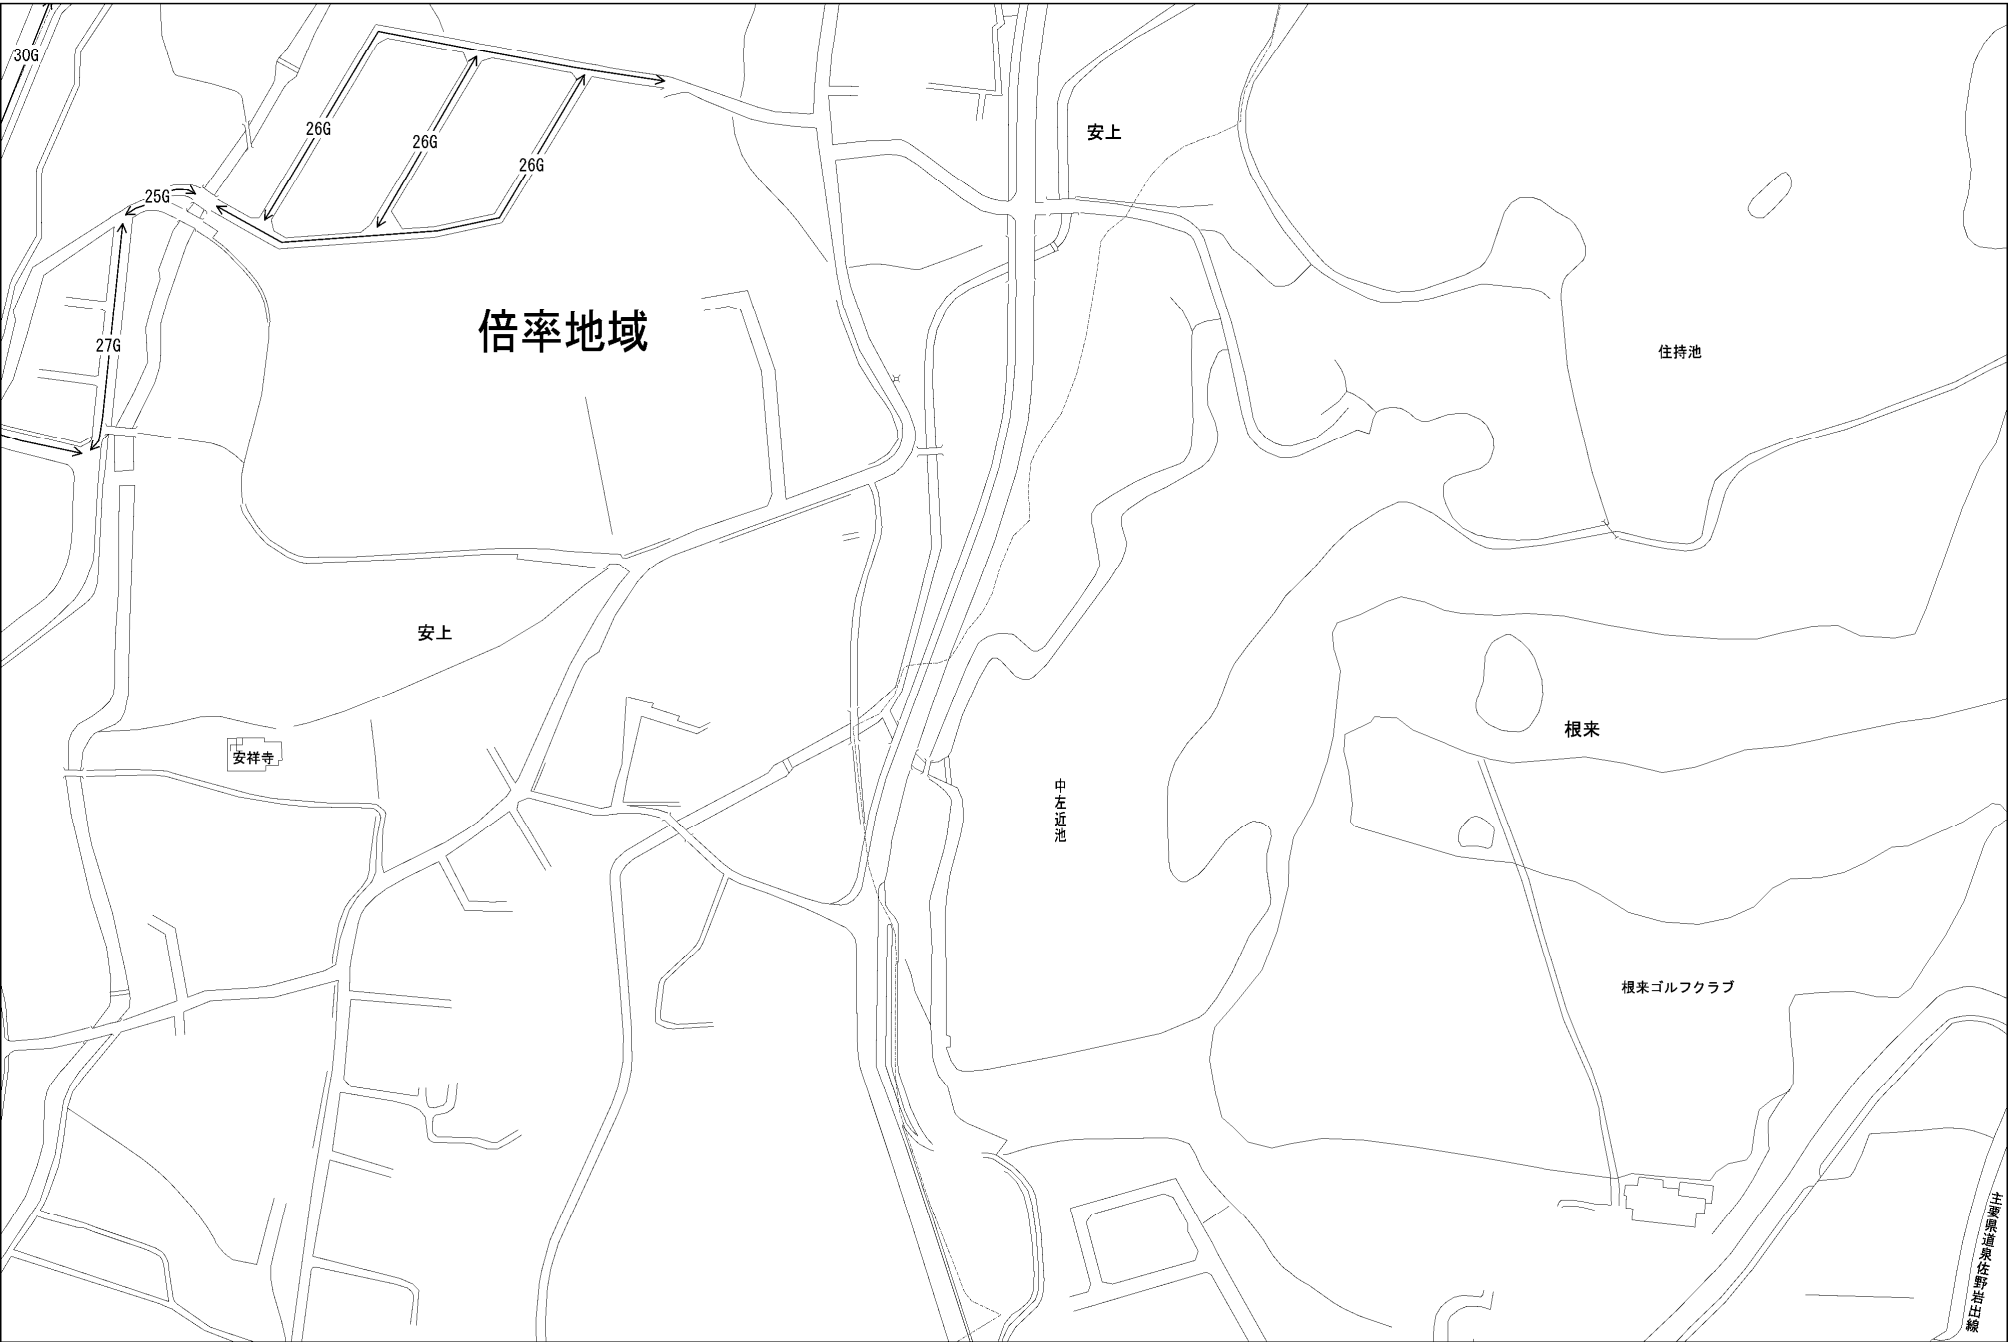 30G
26G
26G
26G
安上
25G
倍率地域
27G
住持池
安上
根来
安祥寺
中左近池
根来ゴルフクラブ
主要県道泉佐野岩出線